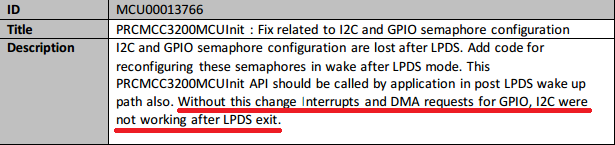 ID MCU00013766
Title PRCMCC3200MCUInit : Fix related to I2C and GPIO semaphore configuration
Description I2C and GPIO semaphore configuration are lost after LPDS. Add code for
reconfiguring these semaphores in wake after LPDS mode. This
PRCMCC3200MCUInit API should be called by application in post LPDS wake up
path also. Without this change Interrupts and DMA requests for GPIO, I2C were
not working after LPDS exit.